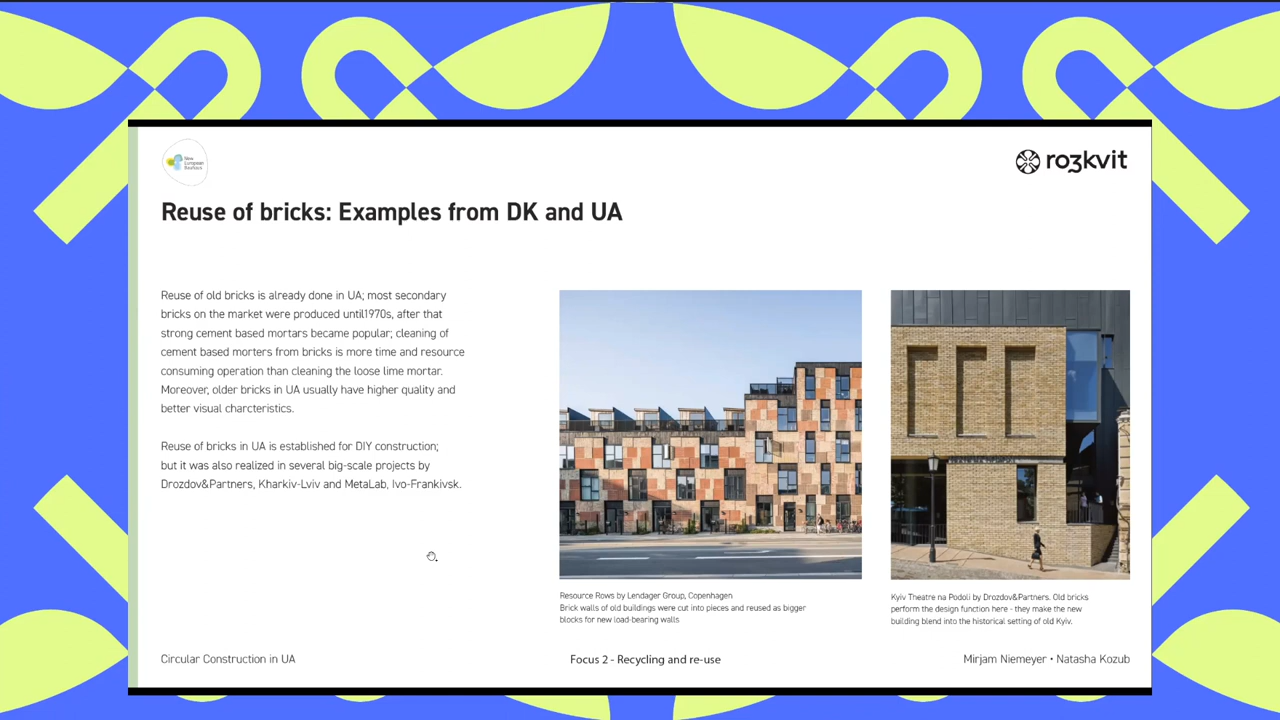 New
European
Bauhaus
ro3kvit
Reuse of bricks: Examples from DK and UA
Reuse of old bricks is already done in UA; most secondary
bricks on the market were produced until1970s, after that
strong cement based mortars became popular; cleaning of
cement based morters from bricks is more time and resource
consuming operation than cleaning the loose lime mortar.
Moreover, older bricks in UA usually have higher quality and
better visual charcteristics.
Reuse of bricks in UA is established for DIY construction;
but it was also realized in several big-scale projects by
Drozdov&Partners, Kharkiv-Lviv and MetaLab, Ivo-Frankivsk.
Resource Rows by Lendager Group, Copenhagen
Brick walls of old buildings were cut into pieces and reused as bigger
blocks for new load-bearing walls
Kyiv Theatre na Podoli by Drozdov&Partners. Old bricks
perform the design function here - they make the new
building blend into the historical setting of old Kyiv.
Circular Construction in UA
Focus 2 - Recycling and re-use
Mirjam Niemeyer • Natasha Kozub